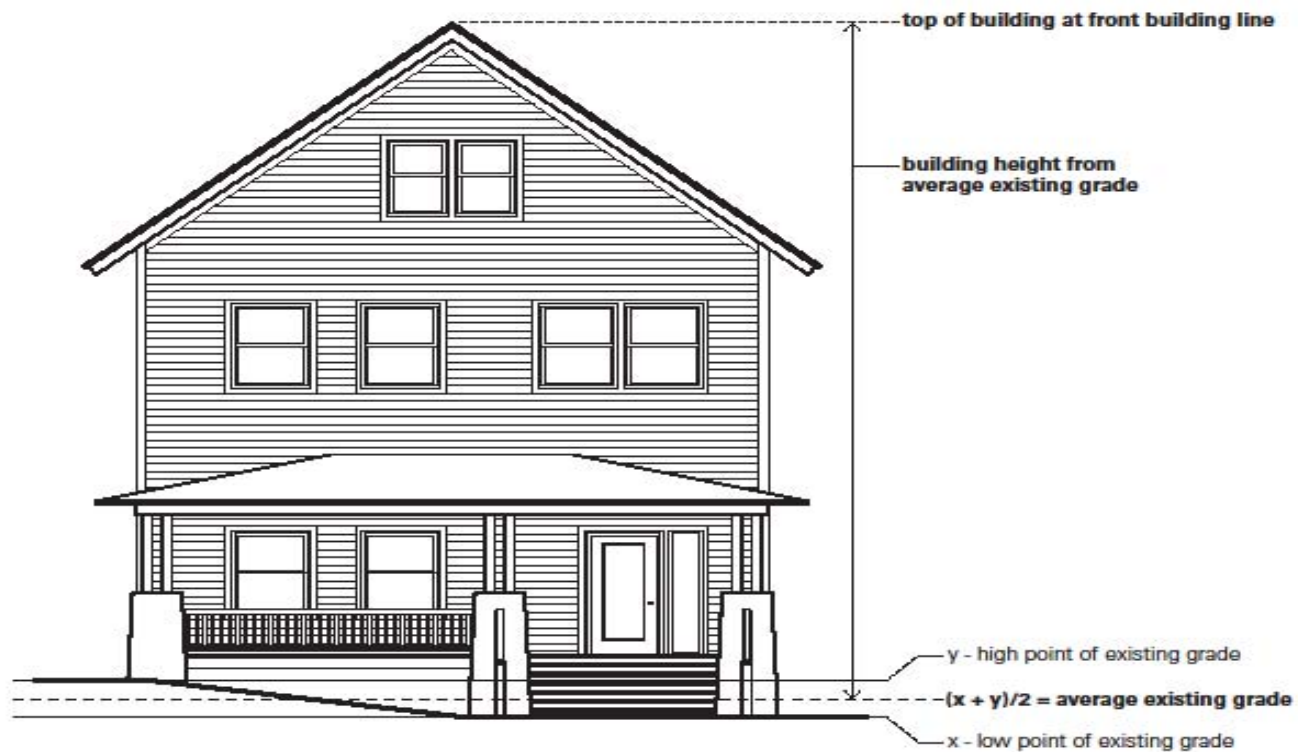 top of building at front building line
building height from
average existing grade
y - high point of existing grade
(x + y)/2 = average existing grade
x - low point of existing grade